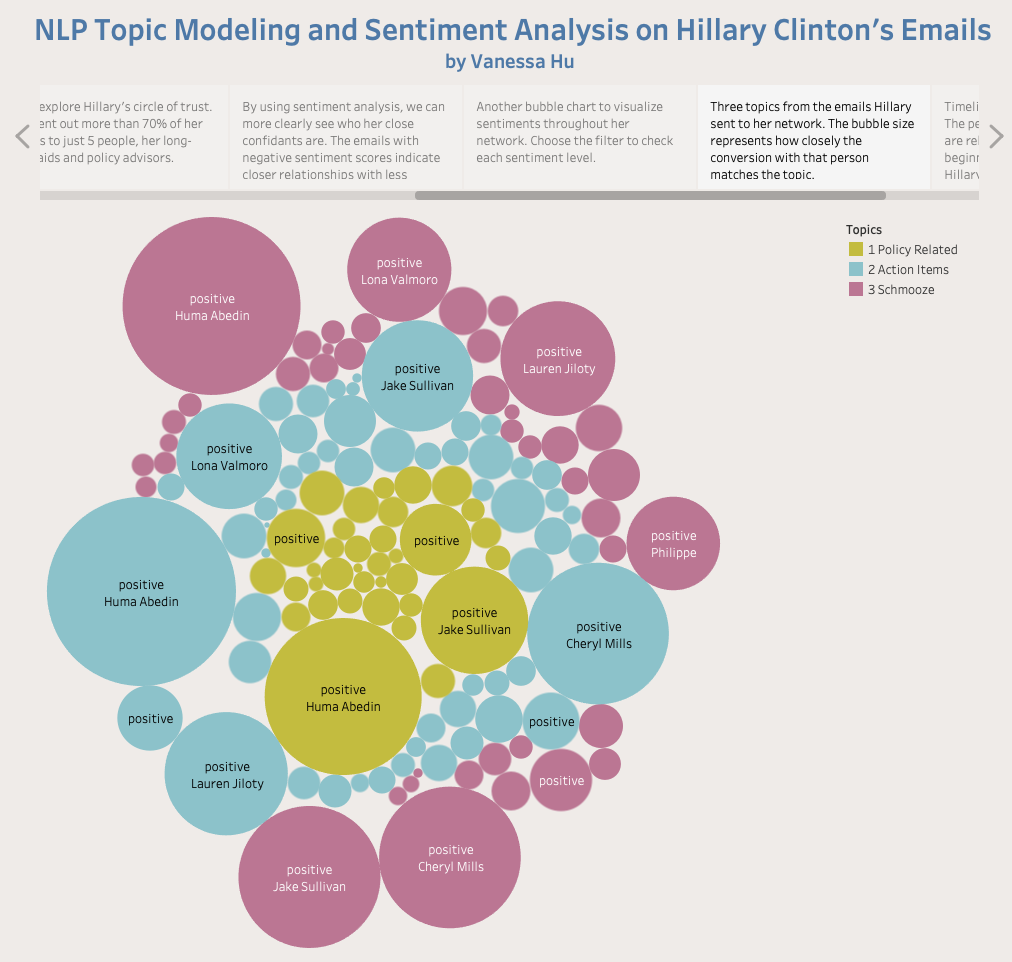 NLP Topic Modeling and Sentiment Analysis on Hillary Clinton's Emails
by Vanessa Hu
explore Hillary's circle of trust.
ent out more than 70% of her
s to just 5 people, her long-
aids and policy advisors.
By using sentiment analysis, we can
more clearly see who her close
confidants are. The emails with
negative sentiment scores indicate
closer relationships with less
Another bubble chart to visualize
sentiments throughout her
network. Choose the filter to check
each sentiment level.
Three topics from the emails Hillary
sent to her network. The bubble size
represents how closely the
conversion with that person
matches the topic.
Timeli
The pe
are rel
begin
Hillary
Topics
1 Policy Related
2 Action Items
3 Schmooze
positive
Huma Abedin
positive
Lona Valmoro
positive
Lauren Jiloty
positive
Jake Sullivan
positive
Lona Valmoro
positive
positive
positive
Philippe
positive
Huma Abedin
positive
Jake Sullivan
positive
Cheryl Mills
positive
Huma Abedin
positive
positive
positive
Lauren Jiloty
positive
positive
Jake Sullivan
positive
Cheryl Mills